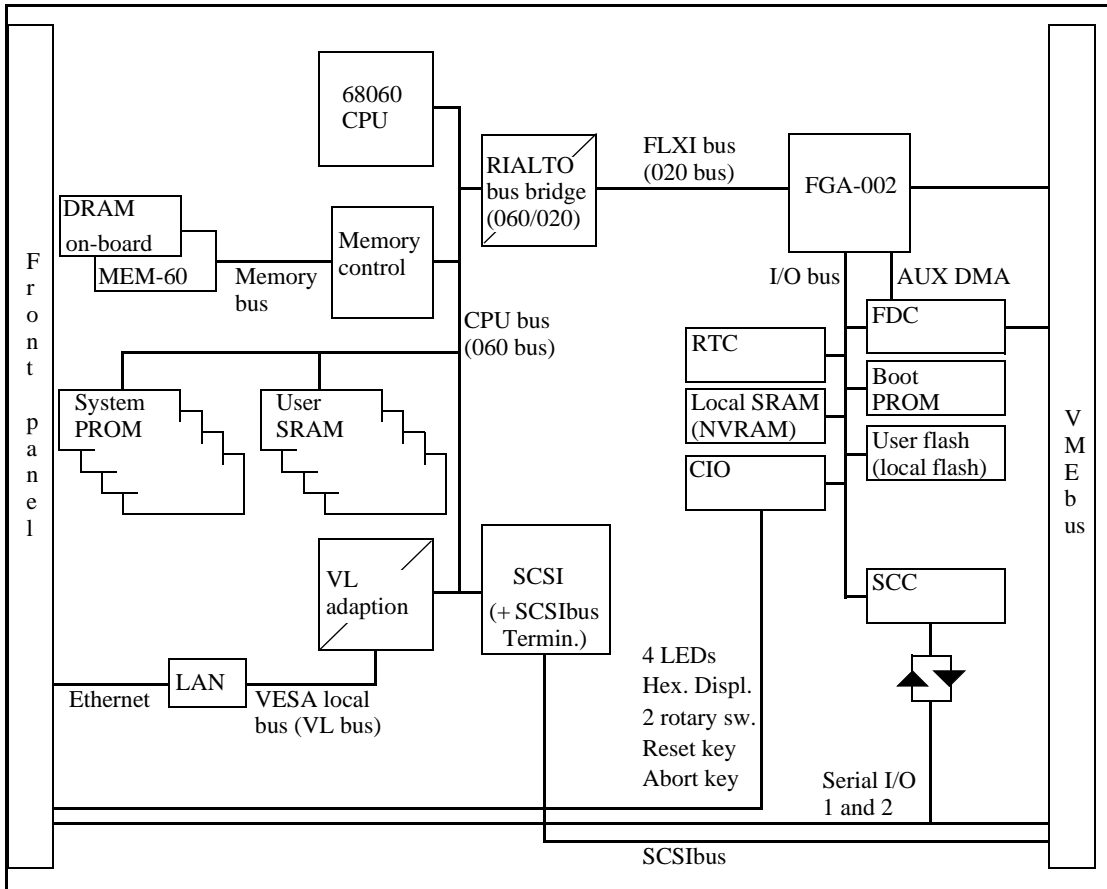 68060
CPU
RIALTO
bus bridge
(060/020)
FLXI bus
(020 bus)
FGA-002
DRAM
on-board
MEM-60
Memory
bus
Memory
control
CPU bus
(060 bus)
I/O bus
AUX DMA
FDC
RTC
Boot
PROM
Local SRAM
(NVRAM)
User flash
(local flash)
CIO
System
PROM
User
SRAM
Front panel
VMEbus
VL
adaption
SCSI
(+ SCSIbus
Termin.)
SCC
LAN
Ethernet
VESA local
bus (VL bus)
4 LEDs
Hex. Displ.
2 rotary sw.
Reset key
Abort key
Serial I/O
1 and 2
SCSIbus